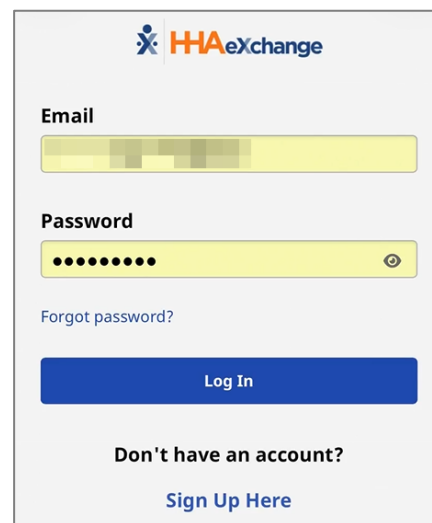 HHAeXchange
Email
Password
Forgot password?
Log In
Don't have an account?
Sign Up Here